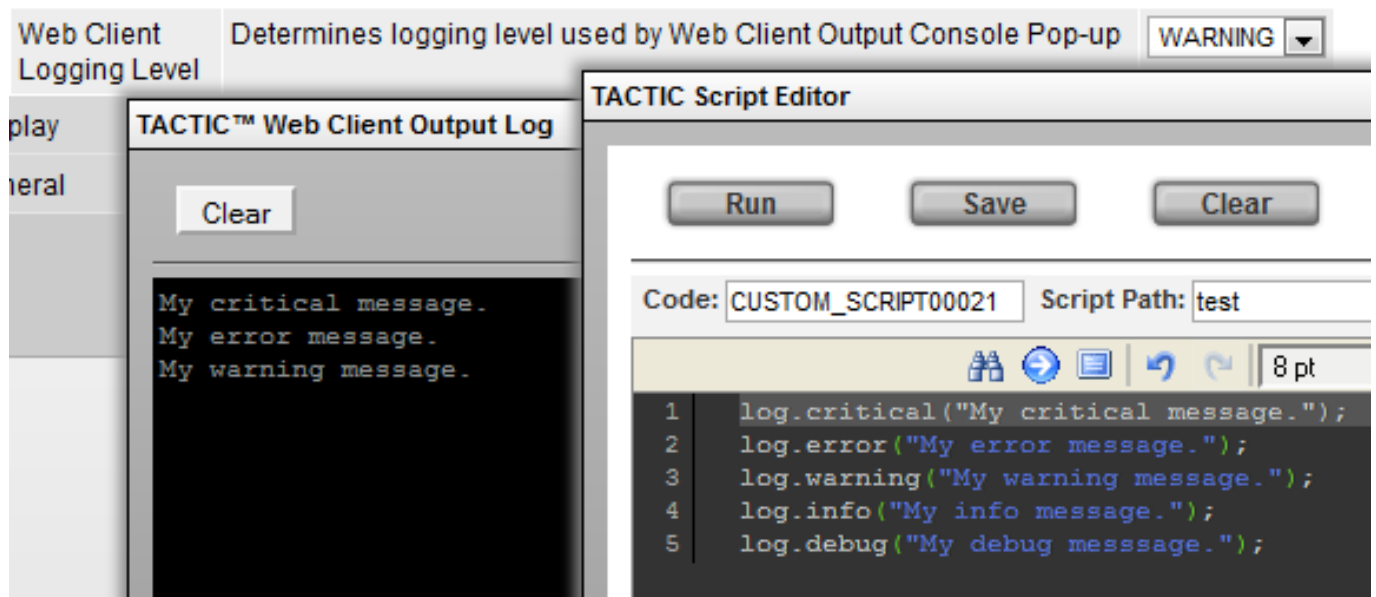 Web Client Determines logging level used by Web Client Output Console Pop-up WARNING
Logging Level
TACTIC Script Editor
play TACTIC™ Web Client Output Log
neral
Run Save Clear
Clear
Code: CUSTOM_SCRIPT00021 Script Path: test
My critical message.
My error message.
My warning message.
8 pt
1 log.critical("My critical message.");
2 log.error("My error message.");
3 log.warning("My warning message.");
4 log.info("My info message.");
5 log.debug("My debug messsage.");